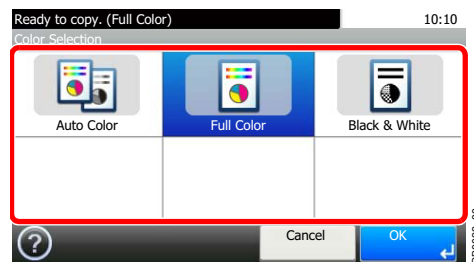 Ready to copy. (Full Color) 10:10
Color Selection
Auto Color Full Color Black & White
? Cancel OK